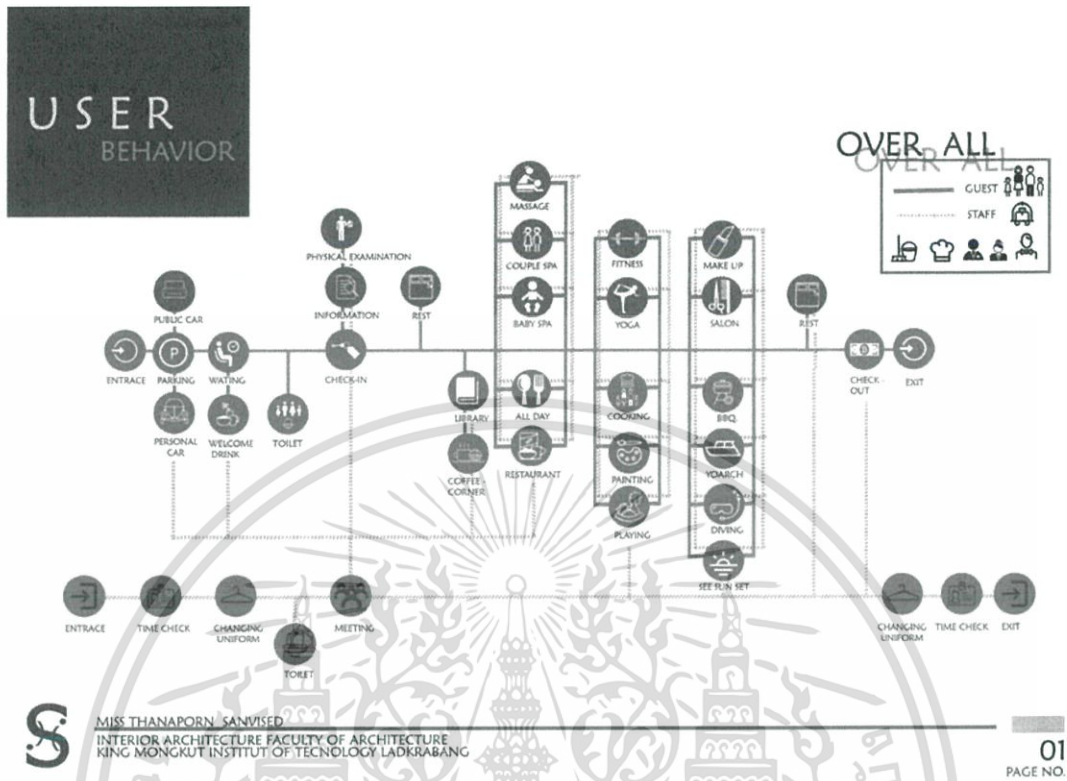 USER
BEHAVIOR
OVER ALL
OVER ALL
GUEST
STAFF
MASSAGE
COUPLE SPA
BABY SPA
ALL DAY
RESTAURANT
PHYSICAL EXAMINATION
INFORMATION
CHECK-IN
REST
PUBLIC CAR
ENTRACE
P
PARKING
WATING
PERSONAL
CAR
WELCOME
DRINK
TOILET
LIBRARY
COFFEE -
CORNER
FITNESS
YOGA
COOKING
PAINTING
PLAYING
MAKE UP
SALON
BBQ.
YOARCH
DIVING
SEE SUN SET
REST
CHECK -
OUT
EXIT
ENTRACE
TIME CHECK
CHANGING
UNIFORM
TOILET
MEETING
CHANGING
UNIFORM
TIME CHECK
EXIT
S
MISS THANAPORN SANVISED
INTERIOR ARCHITECTURE FACULTY OF ARCHITECTURE
KING MONGKUT INSTITUT OF TECNOLOGY LADKRABANG
01
PAGE NO.